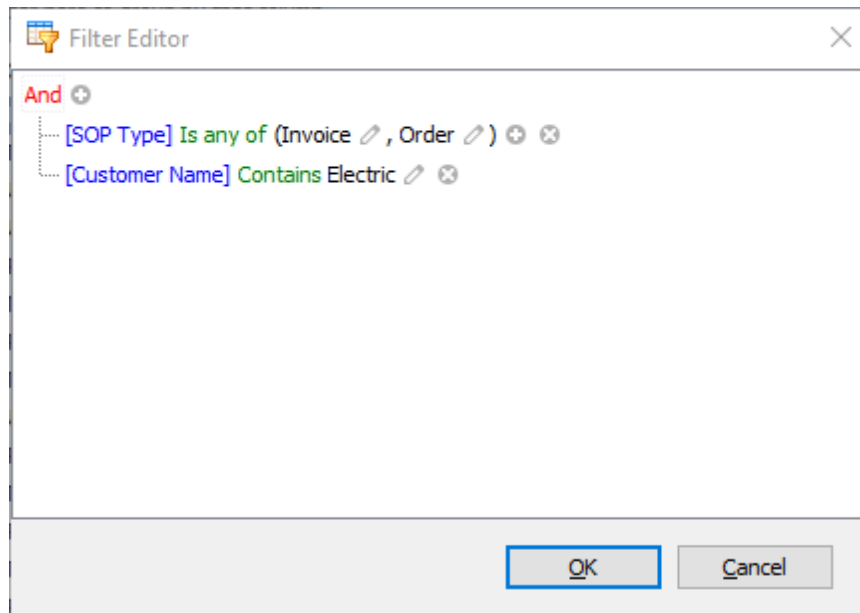 Filter Editor
And
[SOP Type] Is any of (Invoice , Order )
[Customer Name] Contains Electric
OK
Cancel